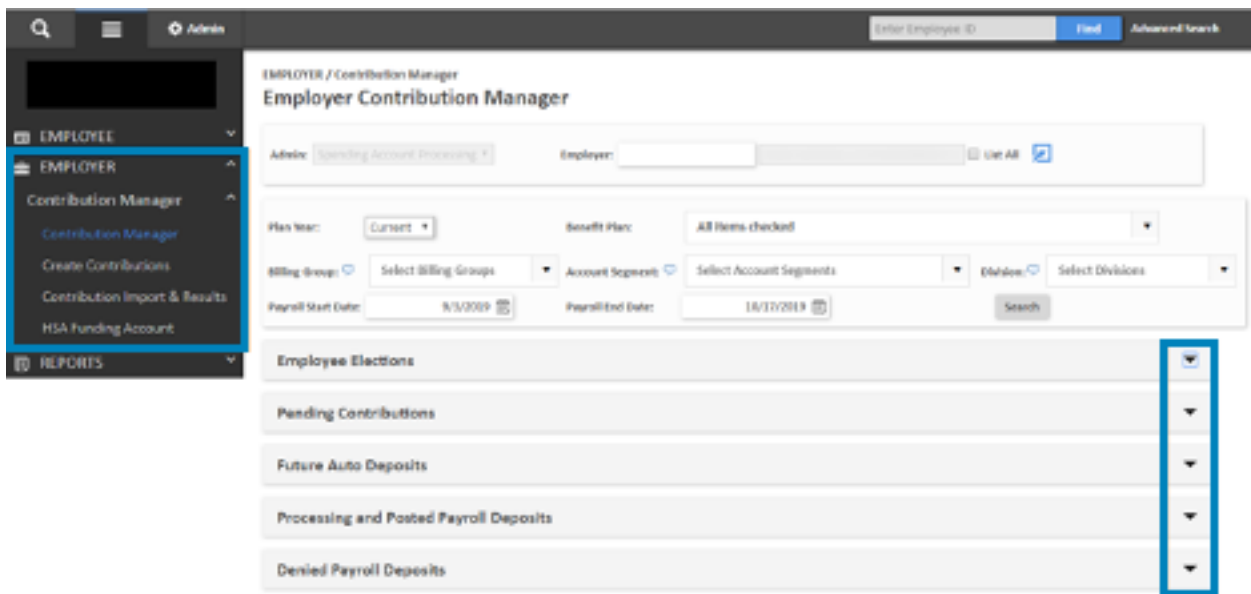 Admin
Enter Employee ID
Find
Advanced Search
EMPLOYEE
EMPLOYER
Contribution Manager
Contribution Manager
Create Contributions
Contribution Import & Results
HSA Funding Account
REPORTS
EMPLOYER / Contribution Manager
Employer Contribution Manager
Admin: Spending Account Processing
Employer:
List All
Plan Year: Current
Benefit Plan: All items checked
Billing Group: Select Billing Groups
Account Segment: Select Account Segments
Division: Select Divisions
Payroll Start Date: 9/3/2019
Payroll End Date: 10/17/2019
Search
Employee Elections
Pending Contributions
Future Auto Deposits
Processing and Posted Payroll Deposits
Denied Payroll Deposits